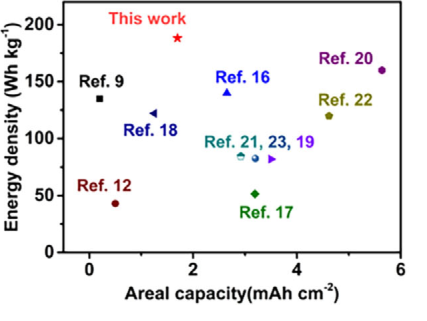 This work
200
Ref. 20
150
Ref. 9
Ref. 16
Ref. 22
Ref. 18
100
Ref. 21, 23, 19
50
Ref. 12
Ref. 17
0
0 2 4 6
Energy density (Wh kg⁻¹)
Areal capacity(mAh cm⁻²)